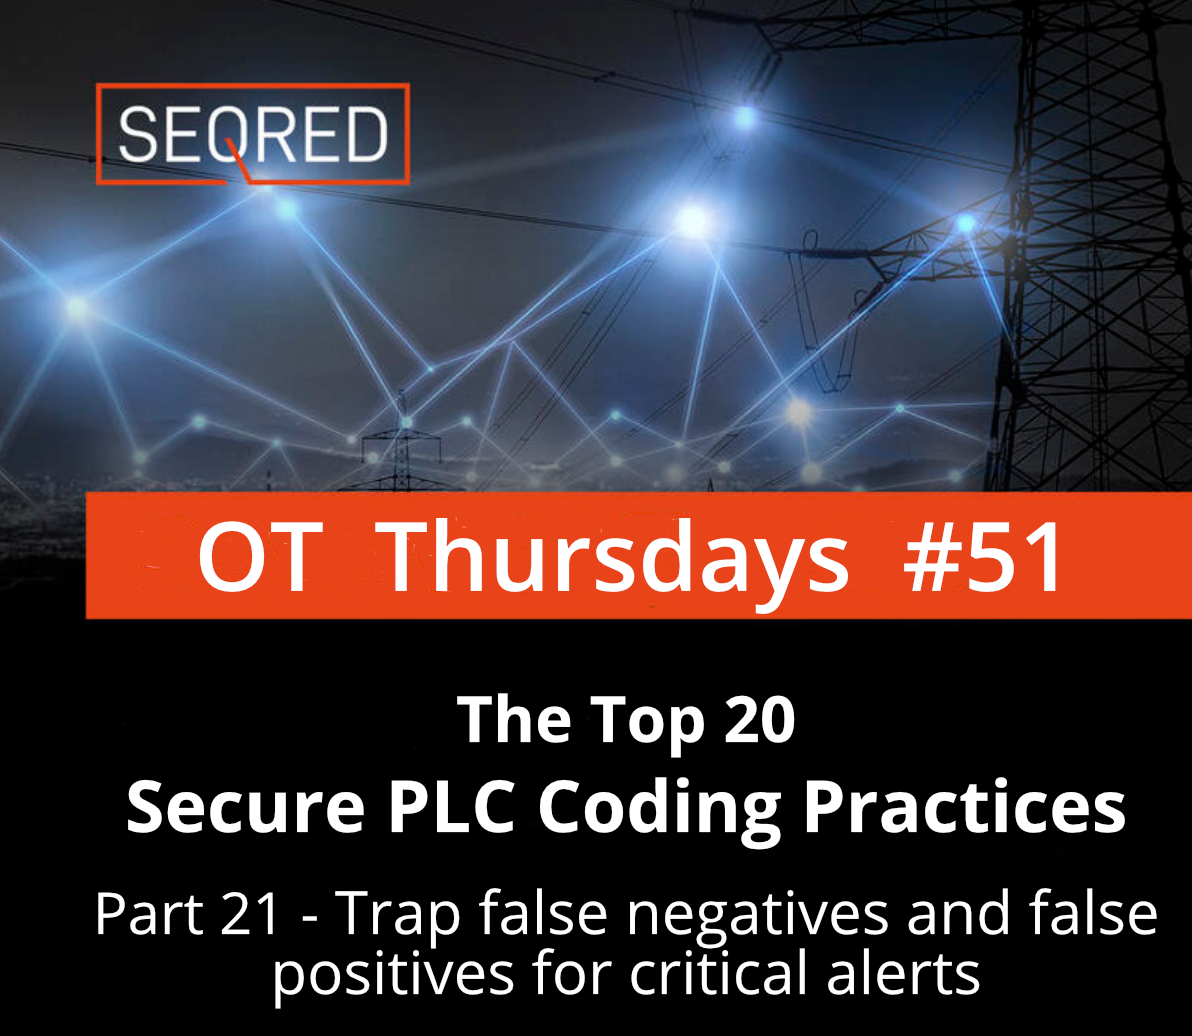 SEQRED
OT Thursdays #51
The Top 20
Secure PLC Coding Practices
Part 21 - Trap false negatives and false
positives for critical alerts